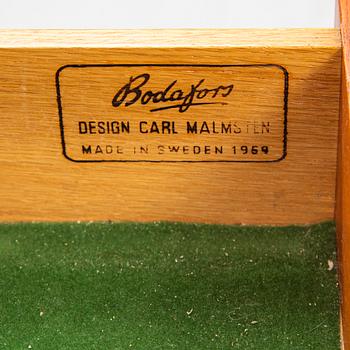 Bodafors
DESIGN CARL MALMSTEN
MADE IN SWEDEN 1969